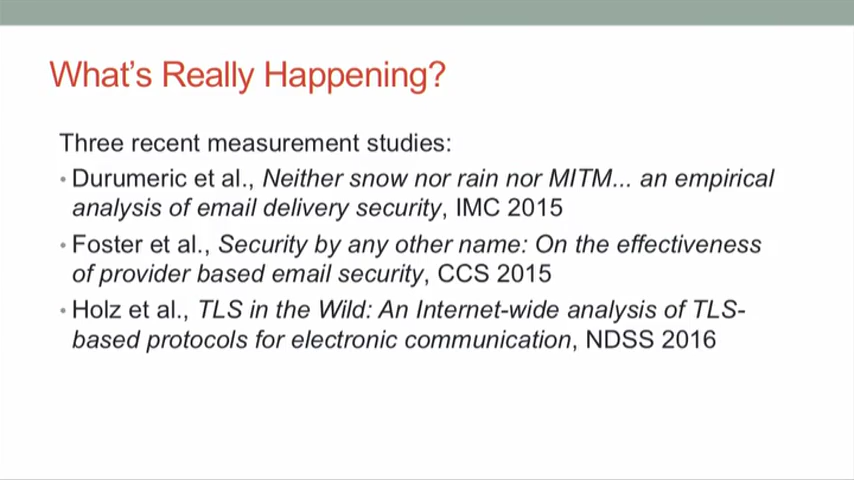 What's Really Happening?
Three recent measurement studies:
• Durumeric et al., Neither snow nor rain nor MITM... an empirical
analysis of email delivery security, IMC 2015
• Foster et al., Security by any other name: On the effectiveness
of provider based email security, CCS 2015
• Holz et al., TLS in the Wild: An Internet-wide analysis of TLS-
based protocols for electronic communication, NDSS 2016